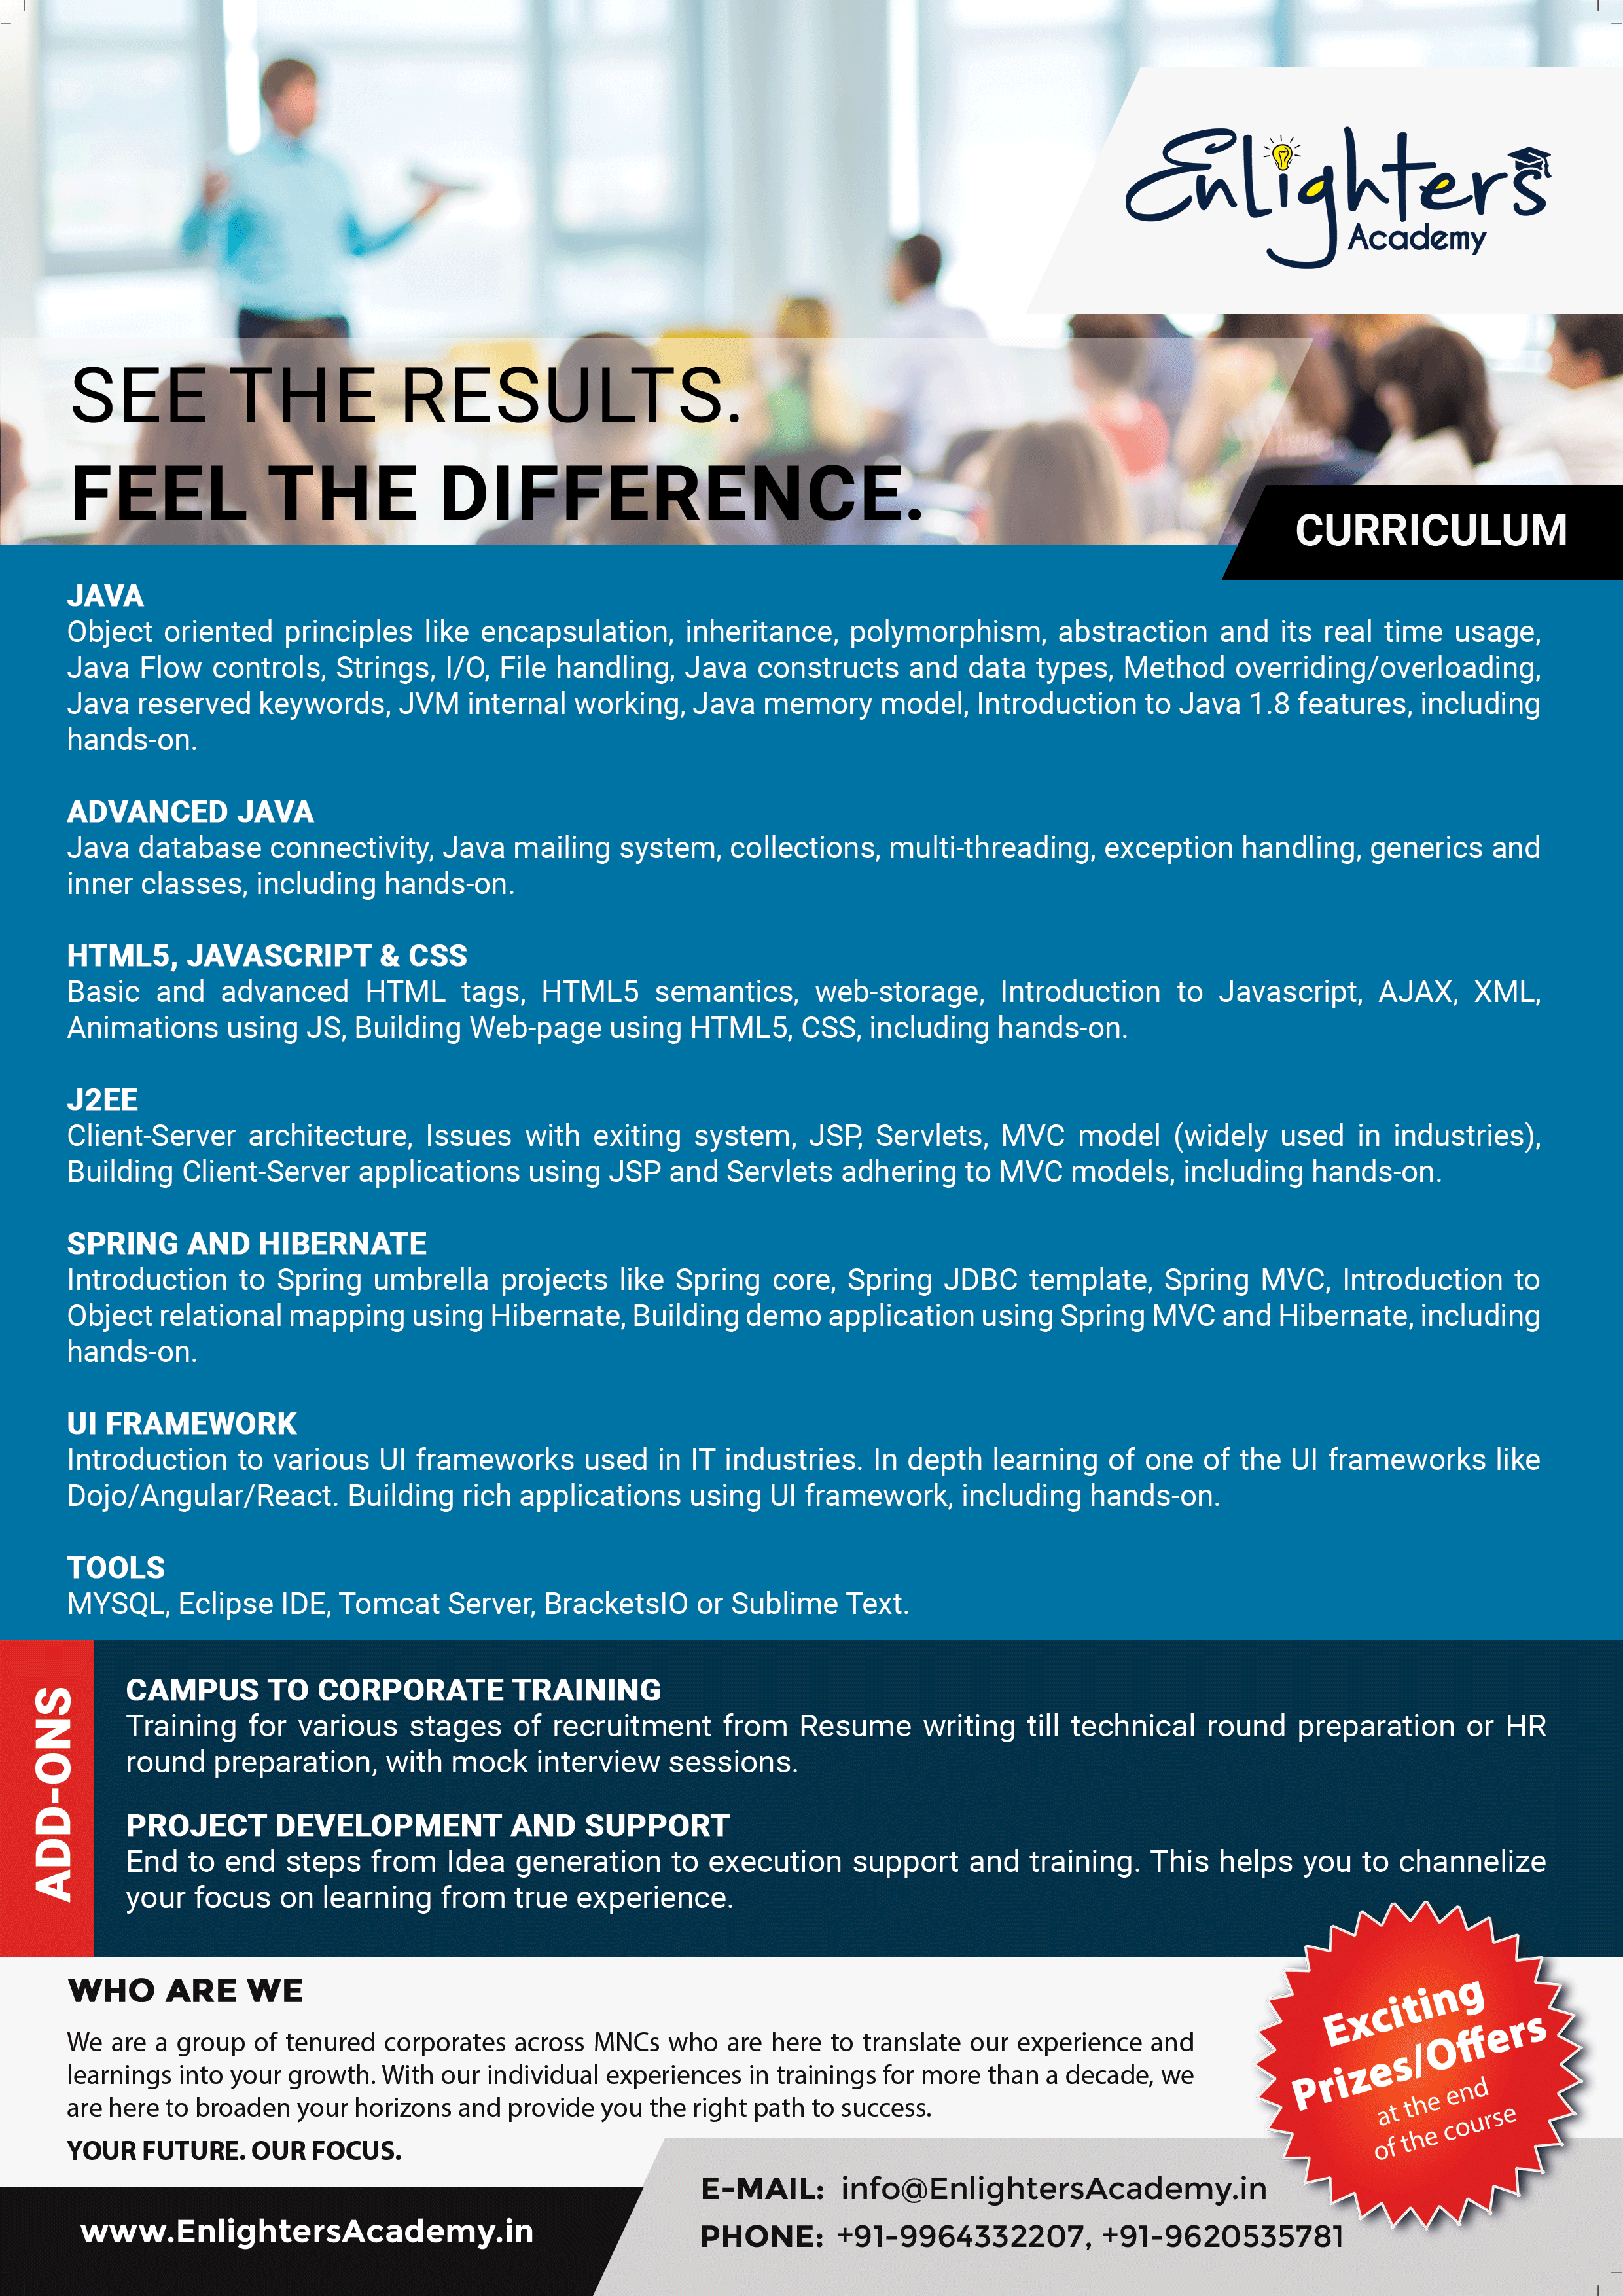 Enlighters
Academy
SEE THE RESULTS.
FEEL THE DIFFERENCE.
CURRICULUM
JAVA
Object oriented principles like encapsulation, inheritance, polymorphism, abstraction and its real time usage,
Java Flow controls, Strings, I/O, File handling, Java constructs and data types, Method overriding/overloading,
Java reserved keywords, JVM internal working, Java memory model, Introduction to Java 1.8 features, including
hands-on.
ADVANCED JAVA
Java database connectivity, Java mailing system, collections, multi-threading, exception handling, generics and
inner classes, including hands-on.
HTML5, JAVASCRIPT & CSS
Basic and advanced HTML tags, HTML5 semantics, web-storage, Introduction to Javascript, AJAX, XML,
Animations using JS, Building Web-page using HTML5, CSS, including hands-on.
J2EE
Client-Server architecture, Issues with exiting system, JSP, Servlets, MVC model (widely used in industries),
Building Client-Server applications using JSP and Servlets adhering to MVC models, including hands-on.
SPRING AND HIBERNATE
Introduction to Spring umbrella projects like Spring core, Spring JDBC template, Spring MVC, Introduction to
Object relational mapping using Hibernate, Building demo application using Spring MVC and Hibernate, including
hands-on.
UI FRAMEWORK
Introduction to various UI frameworks used in IT industries. In depth learning of one of the UI frameworks like
Dojo/Angular/React. Building rich applications using UI framework, including hands-on.
TOOLS
MYSQL, Eclipse IDE, Tomcat Server, BracketsIO or Sublime Text.
ADD-ONS
CAMPUS TO CORPORATE TRAINING
Training for various stages of recruitment from Resume writing till technical round preparation or HR
round preparation, with mock interview sessions.
PROJECT DEVELOPMENT AND SUPPORT
End to end steps from Idea generation to execution support and training. This helps you to channelize
your focus on learning from true experience.
WHO ARE WE
We are a group of tenured corporates across MNCs who are here to translate our experience and
learnings into your growth. With our individual experiences in trainings for more than a decade, we
are here to broaden your horizons and provide you the right path to success.
YOUR FUTURE. OUR FOCUS.
Exciting
Prizes/Offers
at the end
of the course
www.EnlightersAcademy.in
E-MAIL: info@EnlightersAcademy.in
PHONE: +91-9964332207, +91-9620535781